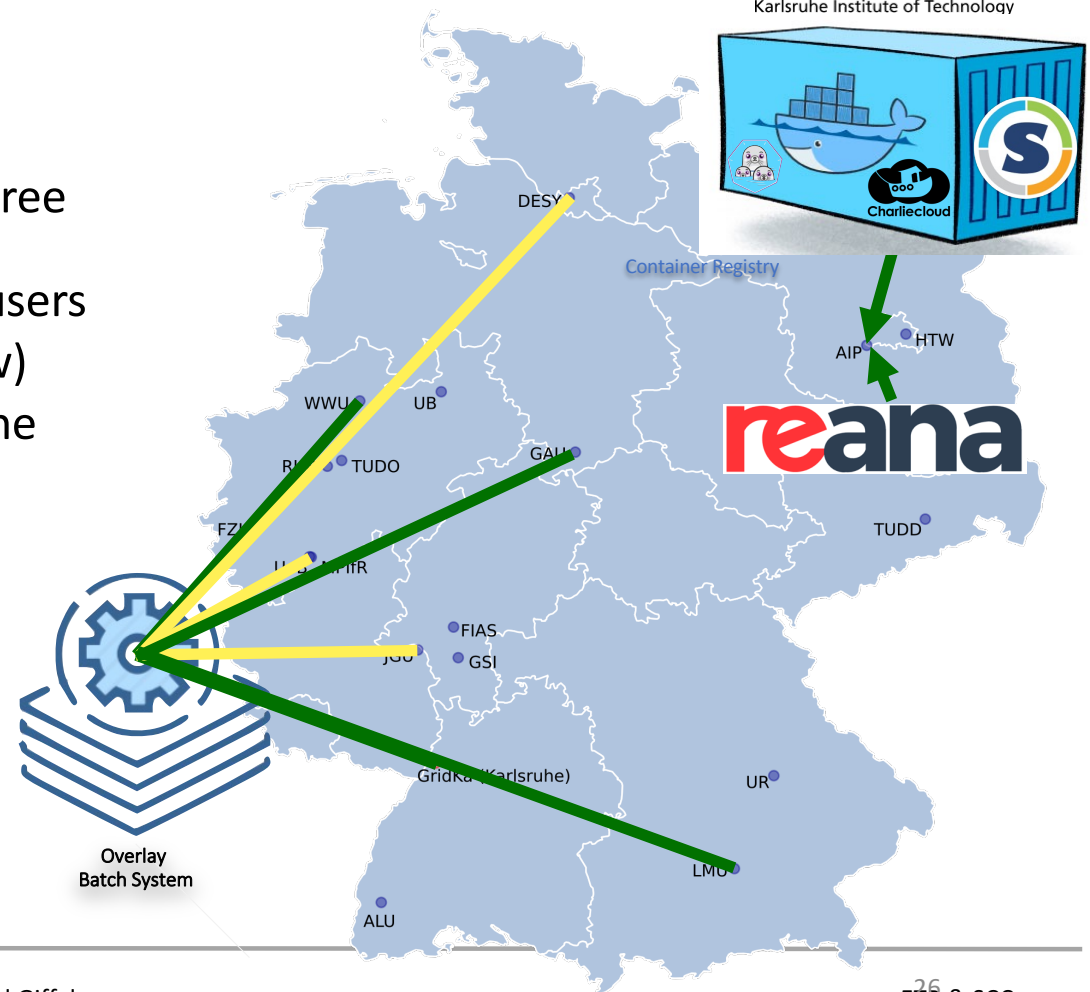 Karlsruhe Institute of Technology
ree
users
Charliecloud
S
DESY
Container Registry
AIP
HTW
WWU
UB
reana
GAU
TUDO
TUDD
FIAS
JGU
GSI
GridKa (Karlsruhe)
UR
Overlay
Batch System
LMU
ALU
26